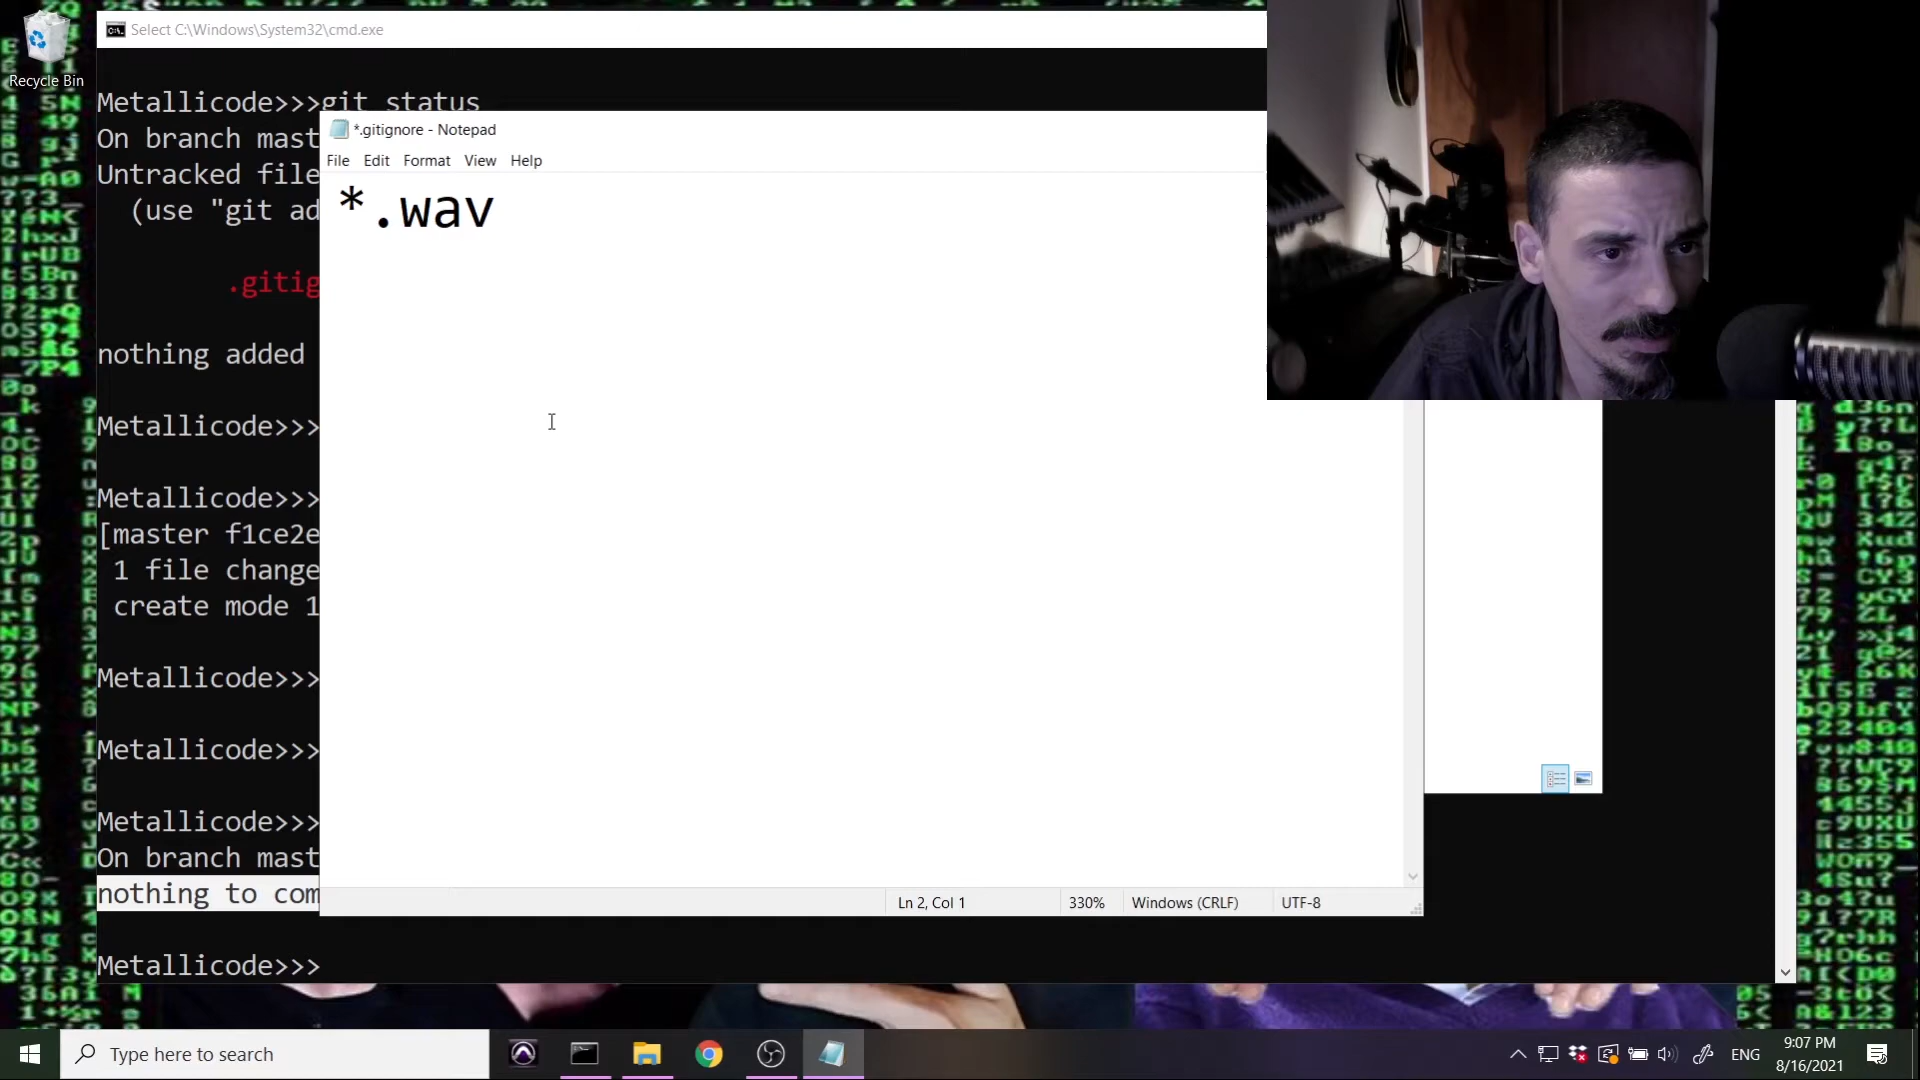 Recycle Bin
Select C:\Windows\System32\cmd.exe
Metallicode>>>git status
On branch mast
Untracked file
(use "git ad
.gitig
nothing added
Metallicode>>>
Metallicode>>>
[master f1ce2e
1 file change
create mode 1
Metallicode>>>
Metallicode>>>
Metallicode>>>
On branch mast
nothing to com
Metallicode>>>
*.gitignore - Notepad
File Edit Format View Help
*.wav
Ln 2, Col 1 330% Windows (CRLF) UTF-8
Type here to search
ENG
9:07 PM
8/16/2021